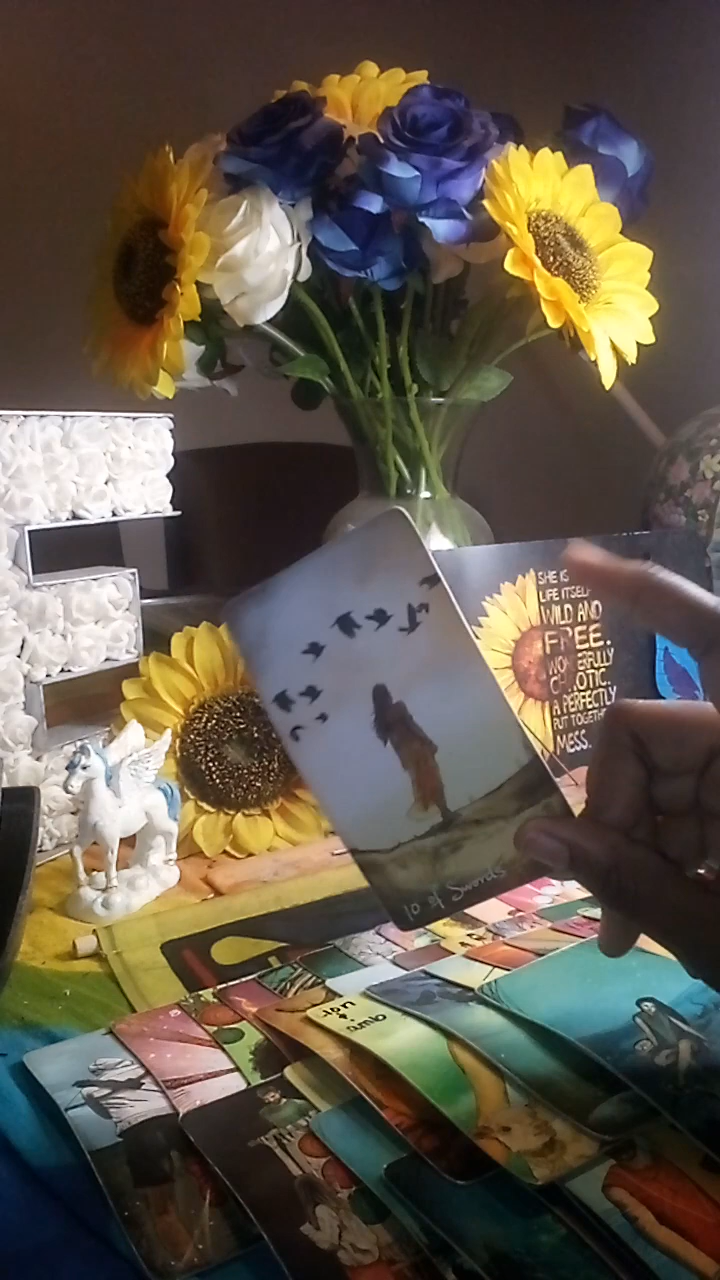 SHE IS
LIFE ITSELF
WILD AND
FREE.
WONDERFULLY
CHAOTIC.
A PERFECTLY
PUT TOGETHER
MESS.
10 of Swords